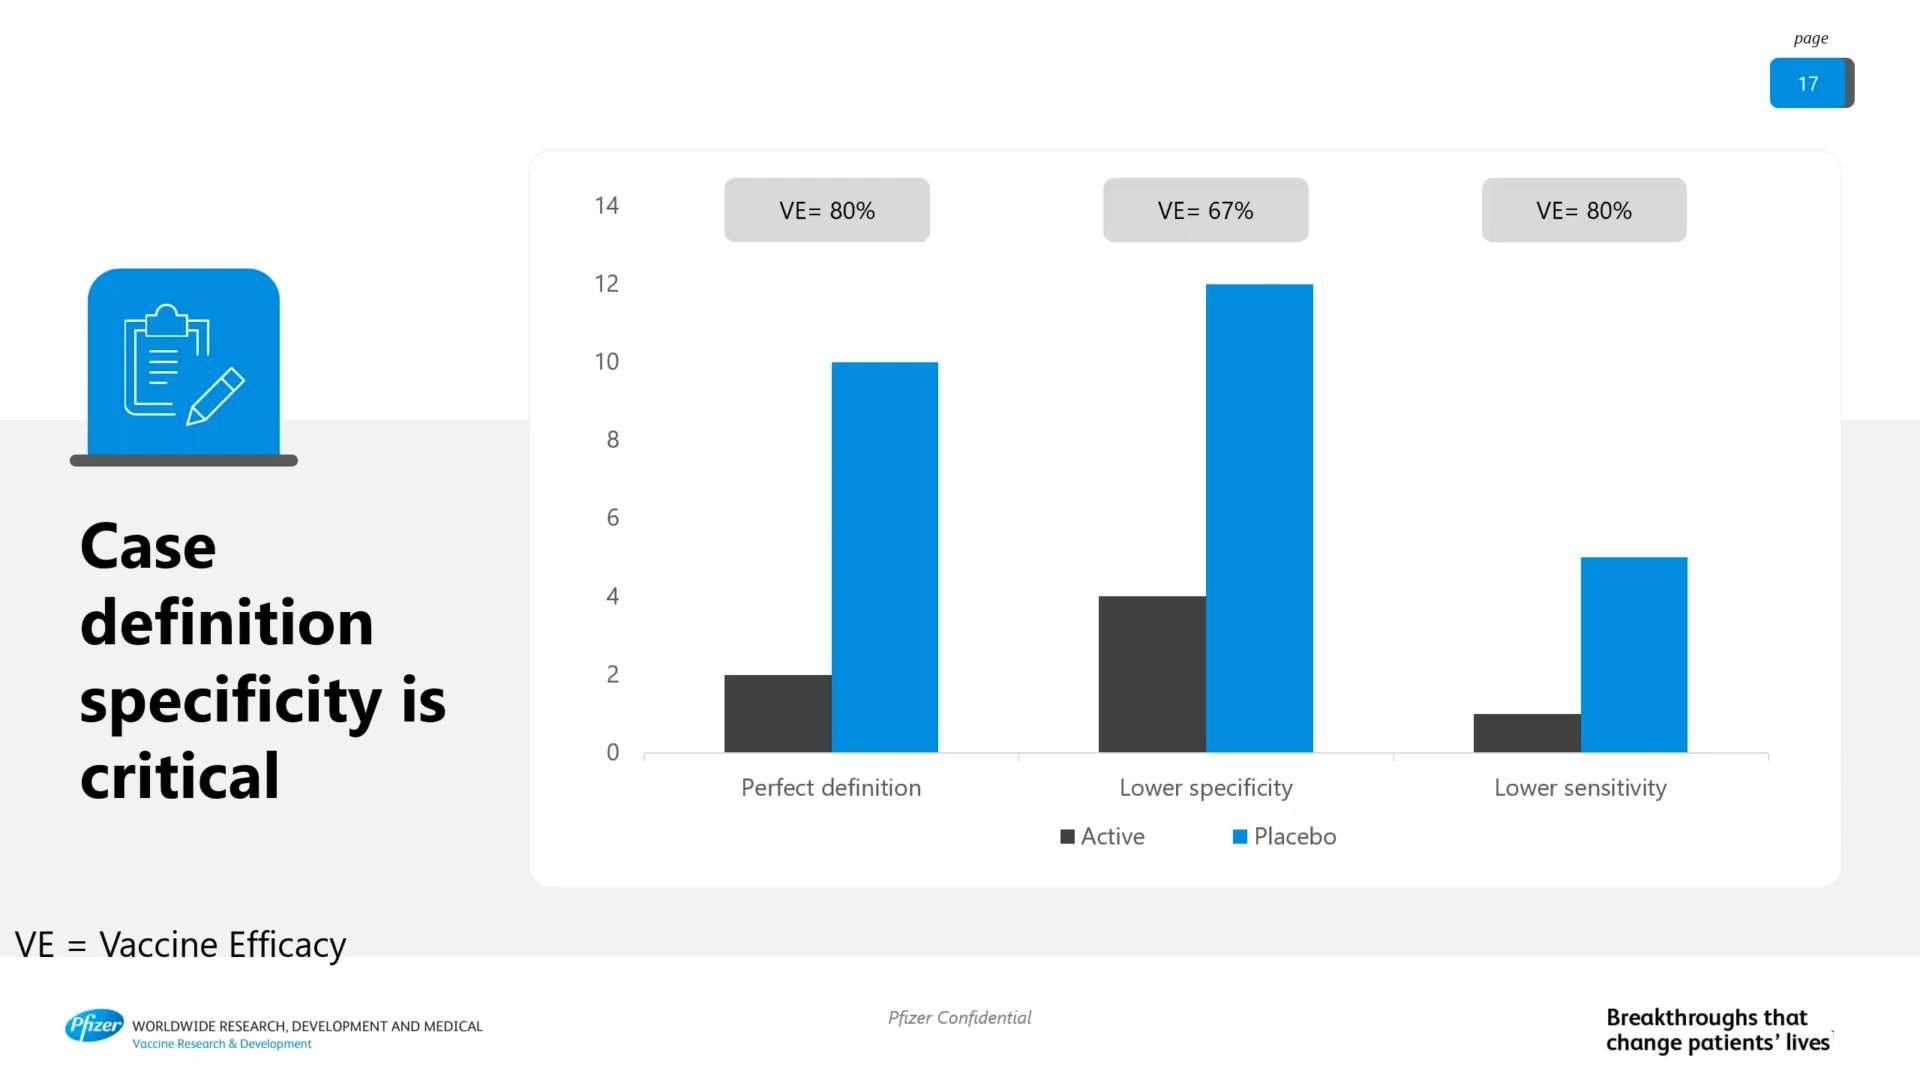 page
17
14
VE= 80%
VE= 67%
VE= 80%
12
10
8
6
4
2
0
Perfect definition
Lower specificity
Lower sensitivity
Active
Placebo
Case
definition
specificity is
critical
VE = Vaccine Efficacy
Pfizer
WORLDWIDE RESEARCH, DEVELOPMENT AND MEDICAL
Vaccine Research & Development
Pfizer Confidential
Breakthroughs that
change patients’ lives